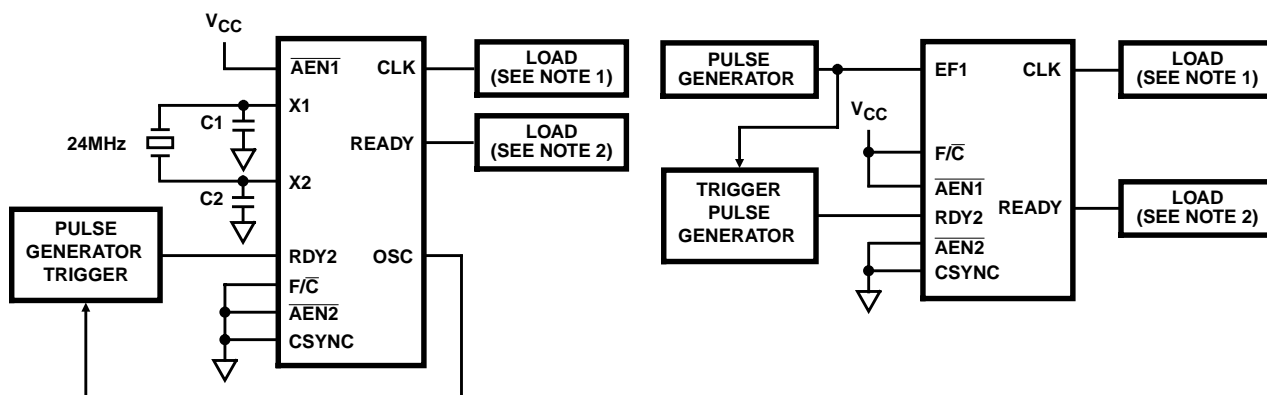 VCC
AEN1
CLK
LOAD
(SEE NOTE 1)
X1
C1
24MHz
READY
LOAD
(SEE NOTE 2)
X2
C2
PULSE
GENERATOR
TRIGGER
RDY2
OSC
F/C
AEN2
CSYNC
PULSE
GENERATOR
EF1
CLK
LOAD
(SEE NOTE 1)
VCC
F/C
AEN1
TRIGGER
PULSE
GENERATOR
RDY2
READY
LOAD
(SEE NOTE 2)
AEN2
CSYNC